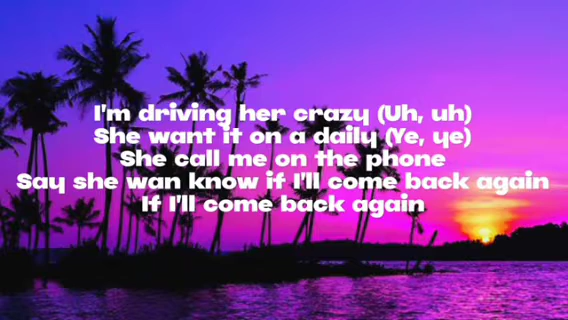 I'm driving her crazy (Uh, uh)
She want it on a daily (Ye, ye)
She call me on the phone
Say she wan know if I'll come back again
If I'll come back again